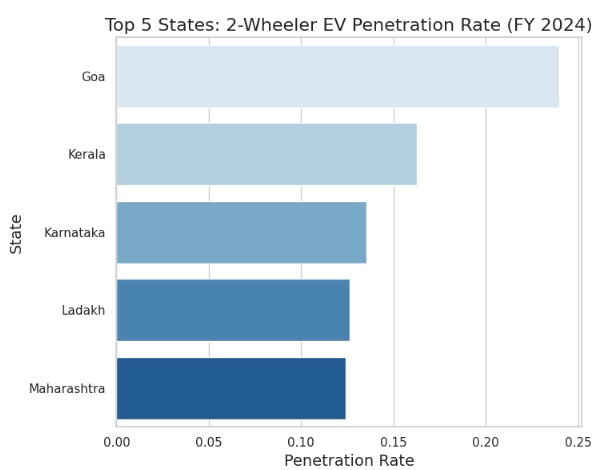 Top 5 States: 2-Wheeler EV Penetration Rate (FY 2024)
State
Goa
Kerala
Karnataka
Ladakh
Maharashtra
0.00 0.05 0.10 0.15 0.20 0.25
Penetration Rate